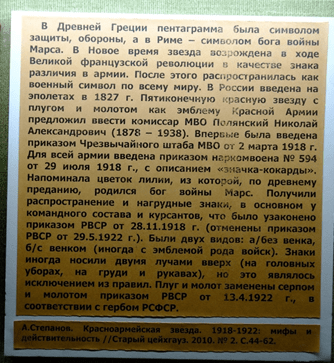 В Древней Греции пентаграмма была символом
защиты, обороны, а в Риме – символом бога войны
Марса. В Новое время звезда возрождена в ходе
Великой французской революции в качестве знака
различия в армии. После этого распространилась как
военный символ по всему миру. В России введена на
эполетах в 1827 г. Пятиконечную красную звезду с
плугом и молотом как эмблему Красной Армии
предложил ввести комиссар МВО Полянский Николай
Александрович (1878 – 1938). Впервые была введена
приказом Чрезвычайного штаба МВО от 2 марта 1918 г.
Для всей армии введена приказом наркомвоена № 594
от 29 июля 1918 г., с описанием «значка-кокарды».
Напоминала цветок лилии, из которой, по древнему
преданию, родился бог войны Марс. Получили
распространение и нагрудные знаки, в основном у
командного состава и курсантов, что было узаконено
приказом РВСР от 28.11.1918 г. (отменены приказом
РВСР от 29.5.1922 г.). Были двух видов: а/без венка,
б/с венком (иногда с эмблемой рода войск). Знаки
иногда носили двумя лучами вверх (на головных
уборах, на груди и рукавах), но это являлось
исключением из правил. Плуг и молот заменены серпом
и молотом приказом РВСР от 13.4.1922 г., в
соответствии с гербом РСФСР.
А.Степанов. Красноармейская звезда. 1918-1922: мифы и
действительность //Старый цейхгауз. 2010. № 2. С.44-62.